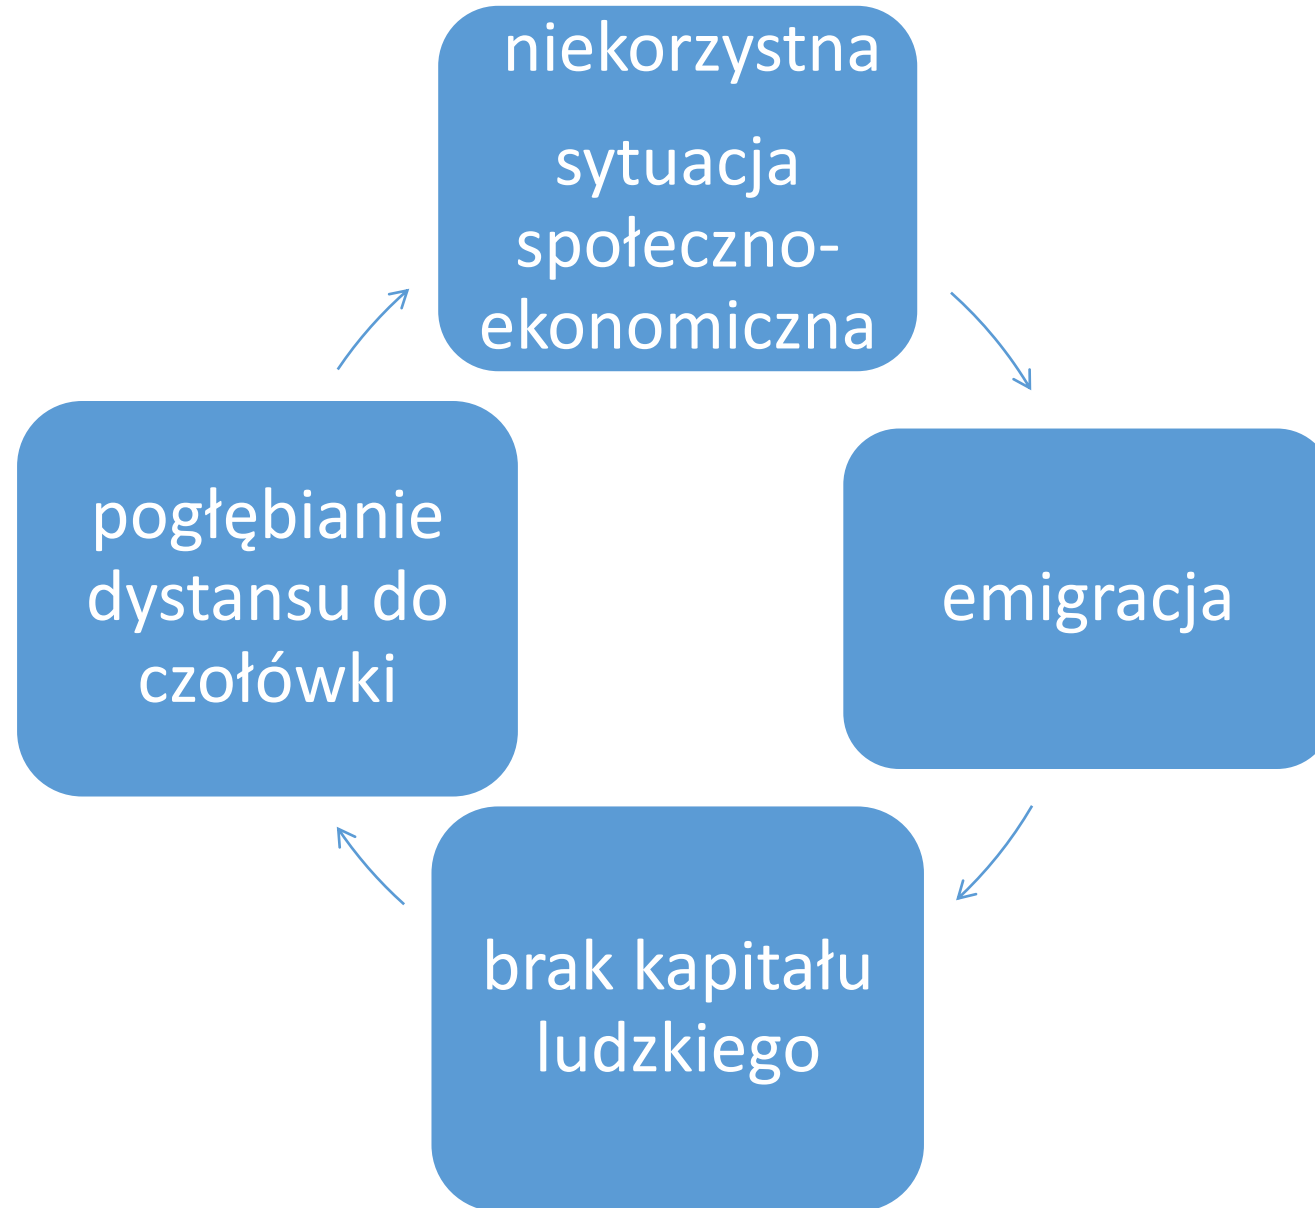 niekorzystna
sytuacja
społeczno-
ekonomiczna
emigracja
brak kapitału
ludzkiego
pogłębianie
dystansu do
czołówki